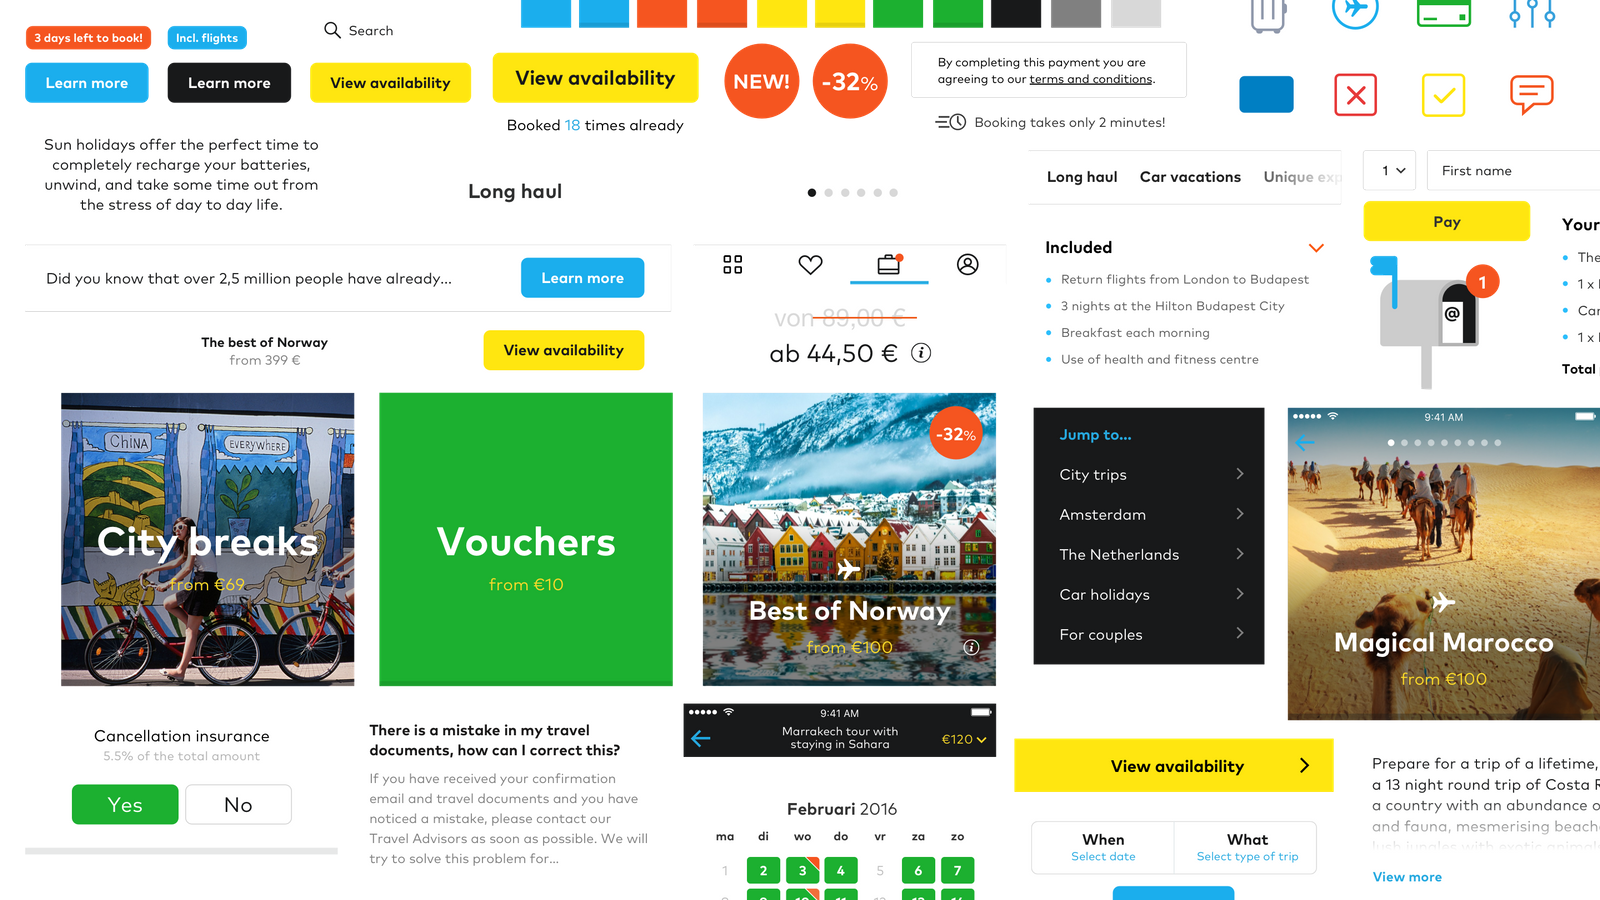 3 days left to book!
Incl. flights
Search
Learn more
Learn more
View availability
View availability
NEW!
-32%
By completing this payment you are
agreeing to our terms and conditions.
Booked 18 times already
Booking takes only 2 minutes!
Sun holidays offer the perfect time to
completely recharge your batteries,
unwind, and take some time out from
the stress of day to day life.
Long haul
Long haul
Car vacations
Unique exp
1
First name
Pay
Did you know that over 2,5 million people have already...
Learn more
The best of Norway
from 399 €
View availability
von 89,00 €
ab 44,50 €
i
Included
Return flights from London to Budapest
3 nights at the Hilton Budapest City
Breakfast each morning
Use of health and fitness centre
1
@
Your
The
1 x
Car
1 x
Total
CHINA
EVERYWHERE
City breaks
from €69
Vouchers
from €10
-32%
Best of Norway
from €100
i
Jump to...
City trips
Amsterdam
The Netherlands
Car holidays
For couples
9:41 AM
Magical Marocco
from €100
Cancellation insurance
5.5% of the total amount
Yes
No
There is a mistake in my travel
documents, how can I correct this?
If you have received your confirmation
email and travel documents and you have
noticed a mistake, please contact our
Travel Advisors as soon as possible. We will
try to solve this problem for...
9:41 AM
Marrakech tour with
staying in Sahara
€120
Februari 2016
ma di wo do vr za zo
1 2 3 4 5 6 7
View availability
When
Select date
What
Select type of trip
Prepare for a trip of a lifetime,
a 13 night round trip of Costa R
a country with an abundance o
and fauna, mesmerising beache
lush jungles with exotic animals
View more